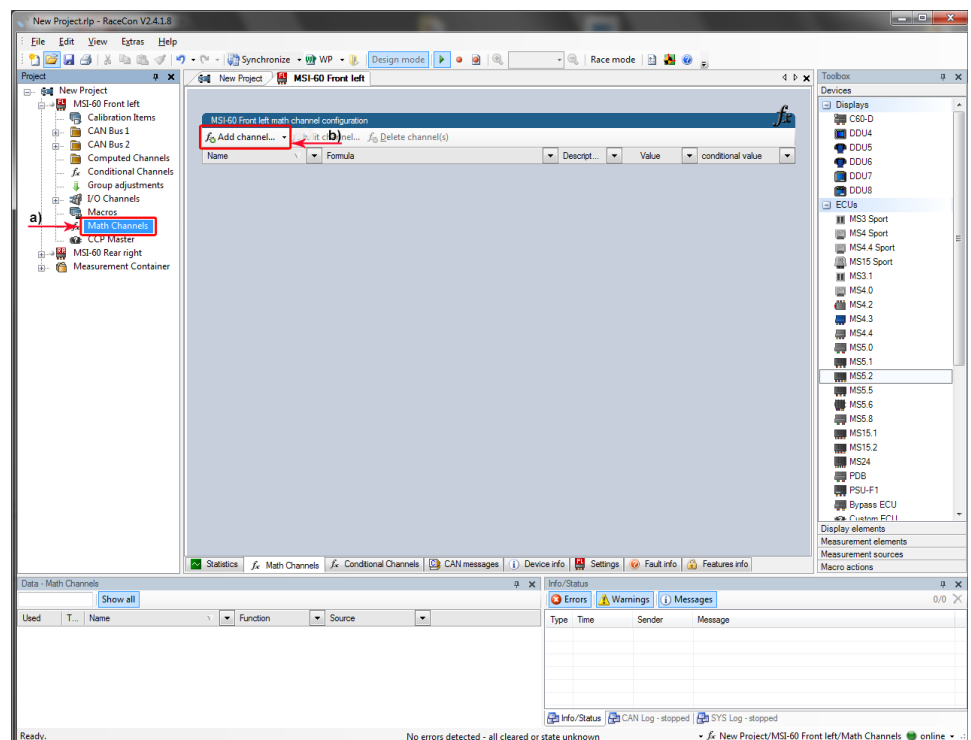 New Project.rlp - RaceCon V2.4.1.8
File Edit View Extras Help
Synchronize WP Design mode Race mode
Project
New Project
MSI-60 Front left
Calibration Items
CAN Bus 1
CAN Bus 2
Computed Channels
Conditional Channels
Group adjustments
I/O Channels
Macros
a)
fx Math Channels
CCP Master
MSI-60 Rear right
Measurement Container
New Project MSI-60 Front left
MSI-60 Front left math channel configuration
fx
Add channel... b) Delete channel(s)
Name Formula Descript... Value conditional value
Statistics fx Math Channels fx Conditional Channels CAN messages Device info Settings Fault info Features info
Toolbox
Devices
Displays
C60-D
DDU4
DDU5
DDU6
DDU7
DDU8
ECUs
MS3 Sport
MS4 Sport
MS4.4 Sport
MS15 Sport
MS3.1
MS4.0
MS4.2
MS4.3
MS4.4
MS5.0
MS5.1
MS5.2
MS5.5
MS5.6
MS5.8
MS15.1
MS15.2
MS24
PDB
PSU-F1
Bypass ECU
Custom ECU
Display elements
Measurement elements
Measurement sources
Macro actions
Data - Math Channels
Show all
Used T... Name Function Source
Info/Status
Errors Warnings Messages 0/0
Type Time Sender Message
Info/Status CAN Log - stopped SYS Log - stopped
Ready. No errors detected - all cleared or state unknown fx New Project/MSI-60 Front left/Math Channels online